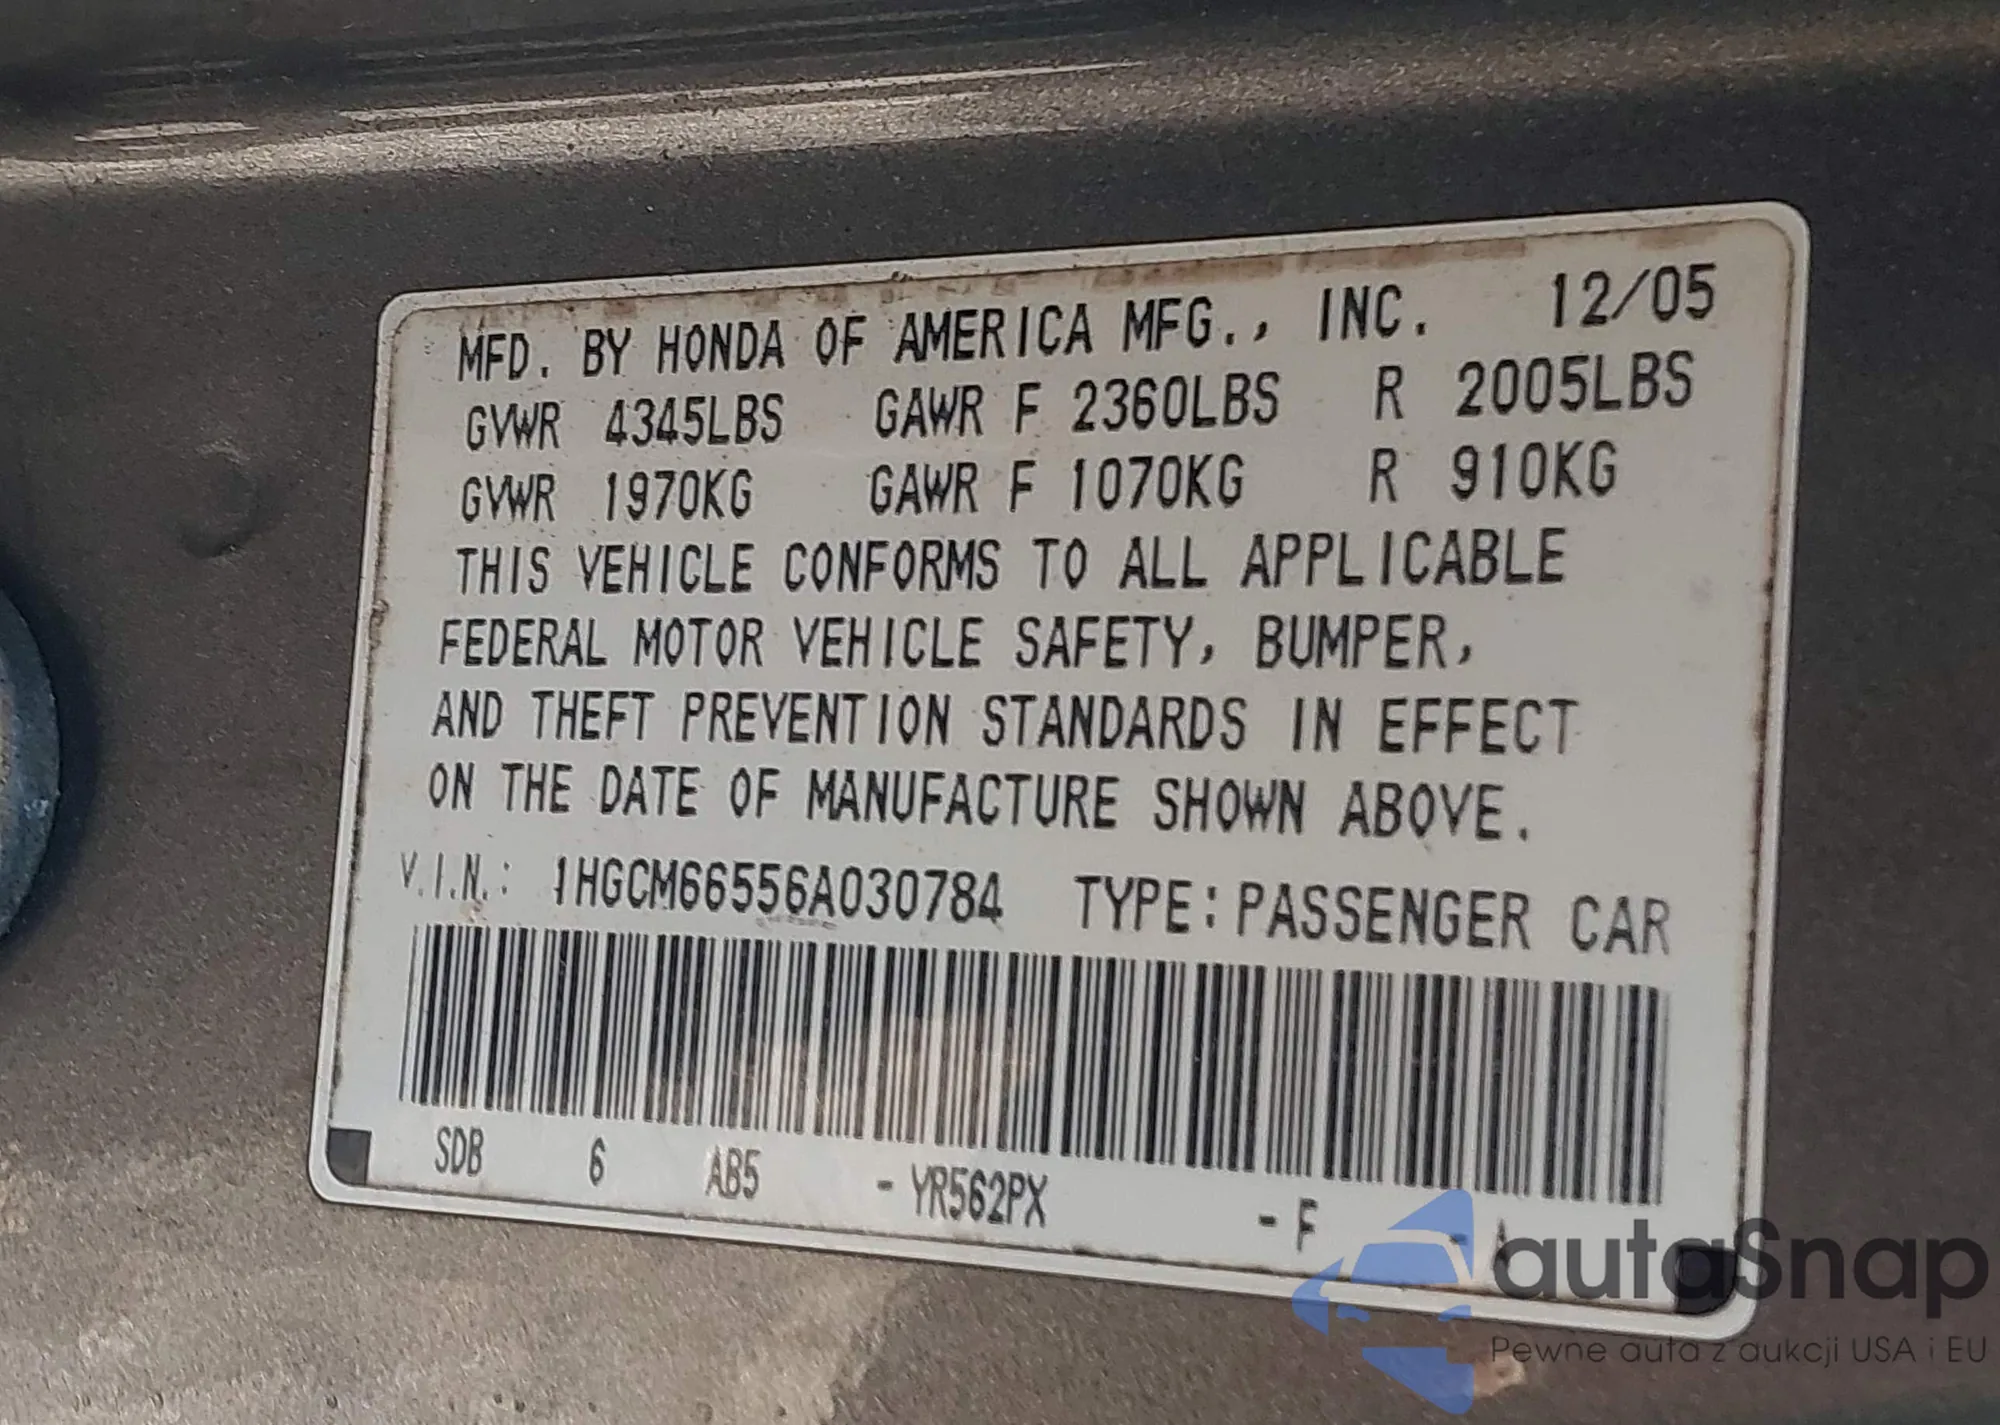 MFD. BY HONDA OF AMERICA MFG., INC. 12/05
GVWR 4345LBS GAWR F 2360LBS R 2005LBS
GVWR 1970KG GAWR F 1070KG R 910KG
THIS VEHICLE CONFORMS TO ALL APPLICABLE
FEDERAL MOTOR VEHICLE SAFETY, BUMPER,
AND THEFT PREVENTION STANDARDS IN EFFECT
ON THE DATE OF MANUFACTURE SHOWN ABOVE.
V.I.N.: 1HGCM66556A030784 TYPE: PASSENGER CAR
SDB 6 AB5 - YR562PX - F -
autaSnap
Pewne auta z aukcji USA i EU